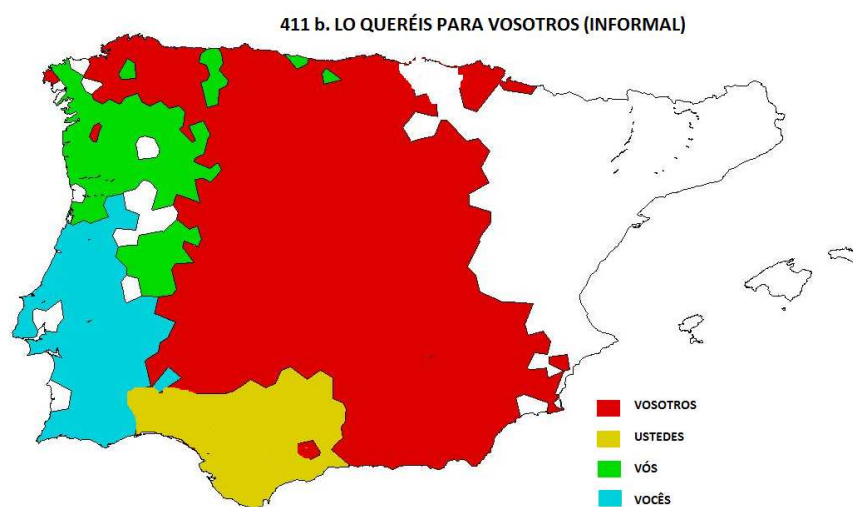 411 b. LO QUERÉIS PARA VOSOTROS (INFORMAL)
VOSOTROS
USTEDES
VÓS
VOCÊS